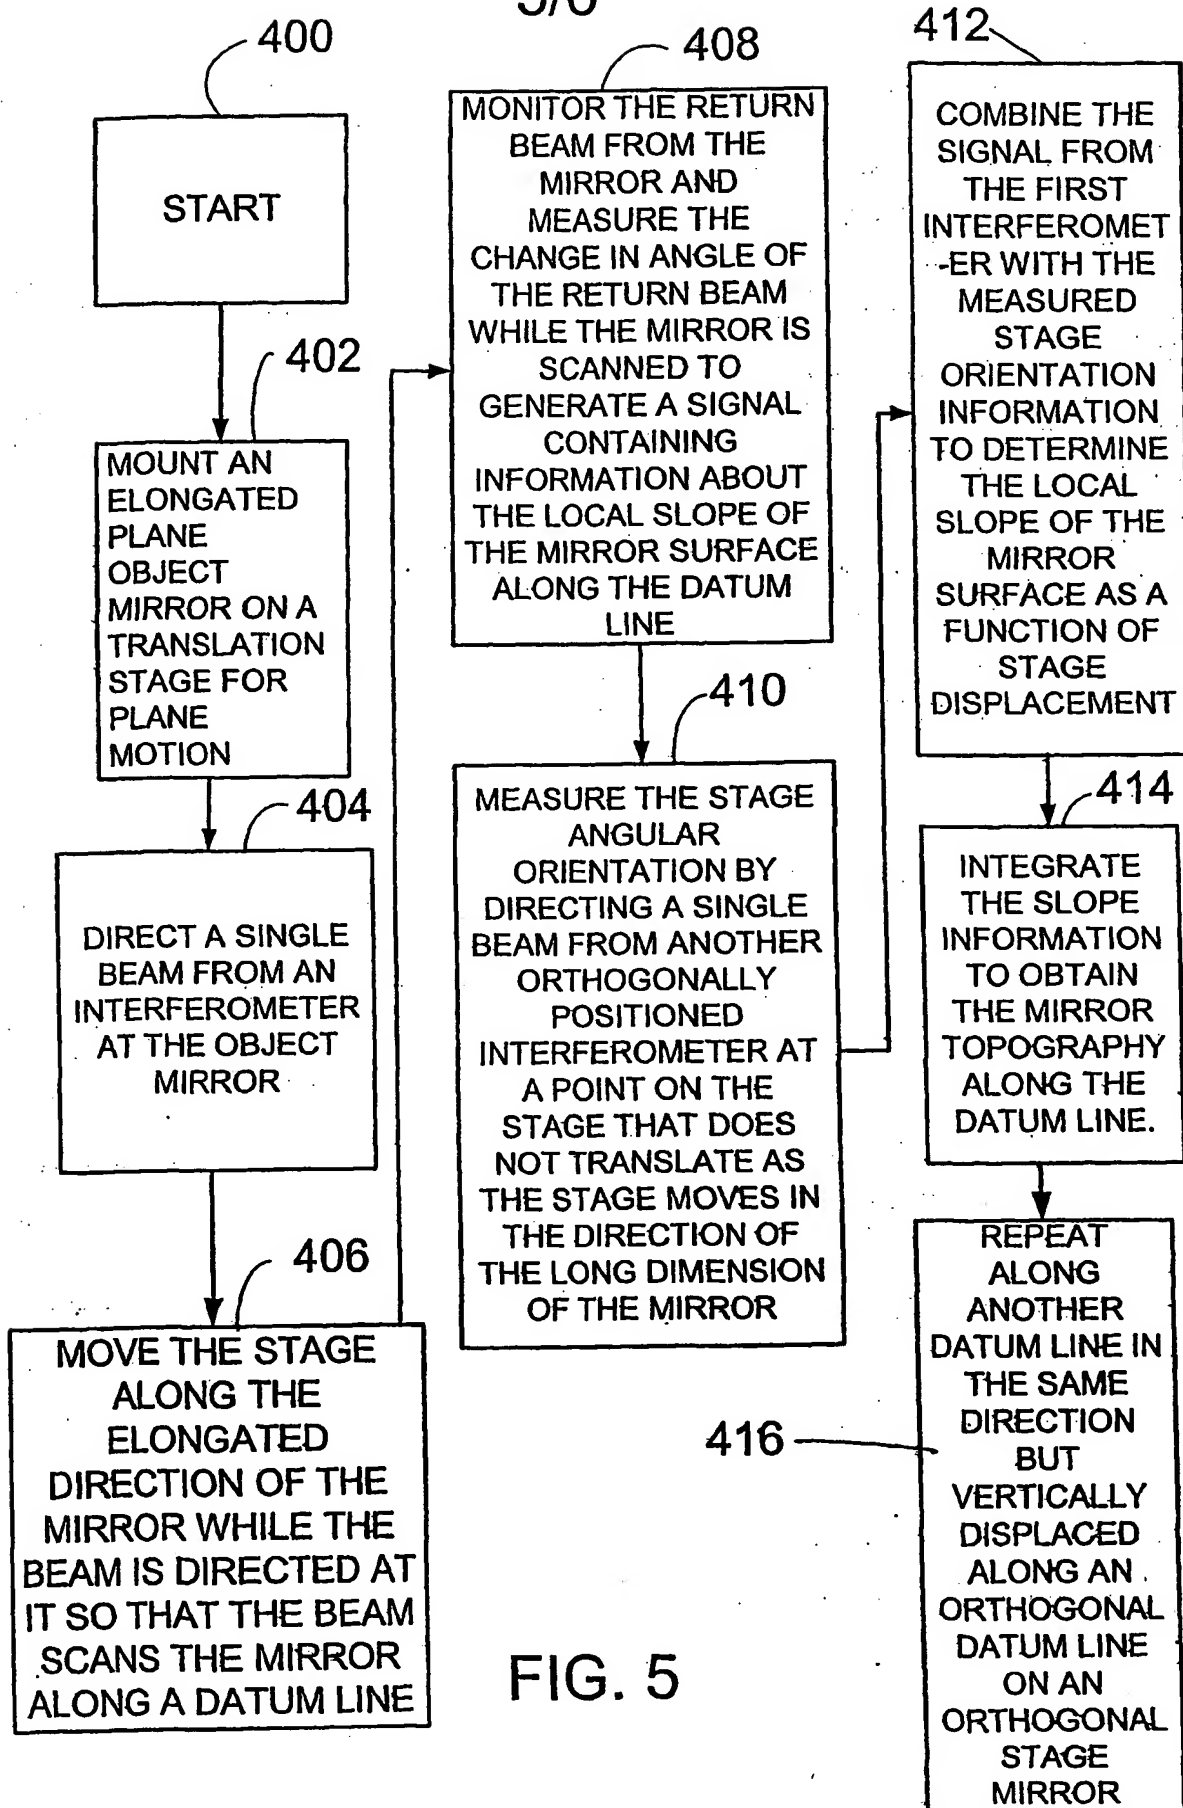 400
START
402
MOUNT AN
ELONGATED
PLANE
OBJECT
MIRROR ON A
TRANSLATION
STAGE FOR
PLANE
MOTION
404
DIRECT A SINGLE
BEAM FROM AN
INTERFEROMETER
AT THE OBJECT
MIRROR
406
MOVE THE STAGE
ALONG THE
ELONGATED
DIRECTION OF THE
MIRROR WHILE THE
BEAM IS DIRECTED AT
IT SO THAT THE BEAM
SCANS THE MIRROR
ALONG A DATUM LINE
408
MONITOR THE RETURN
BEAM FROM THE
MIRROR AND
MEASURE THE
CHANGE IN ANGLE OF
THE RETURN BEAM
WHILE THE MIRROR IS
SCANNED TO
GENERATE A SIGNAL
CONTAINING
INFORMATION ABOUT
THE LOCAL SLOPE OF
THE MIRROR SURFACE
ALONG THE DATUM
LINE
410
MEASURE THE STAGE
ANGULAR
ORIENTATION BY
DIRECTING A SINGLE
BEAM FROM ANOTHER
ORTHOGONALLY
POSITIONED
INTERFEROMETER AT
A POINT ON THE
STAGE THAT DOES
NOT TRANSLATE AS
THE STAGE MOVES IN
THE DIRECTION OF
THE LONG DIMENSION
OF THE MIRROR
412
COMBINE THE
SIGNAL FROM
THE FIRST
INTERFEROMET
-ER WITH THE
MEASURED
STAGE
ORIENTATION
INFORMATION
TO DETERMINE
THE LOCAL
SLOPE OF THE
MIRROR
SURFACE AS A
FUNCTION OF
STAGE
DISPLACEMENT
414
INTEGRATE
THE SLOPE
INFORMATION
TO OBTAIN
THE MIRROR
TOPOGRAPHY
ALONG THE
DATUM LINE.
416
REPEAT
ALONG
ANOTHER
DATUM LINE IN
THE SAME
DIRECTION
BUT
VERTICALLY
DISPLACED
ALONG AN
ORTHOGONAL
DATUM LINE
ON AN
ORTHOGONAL
STAGE
MIRROR
FIG. 5